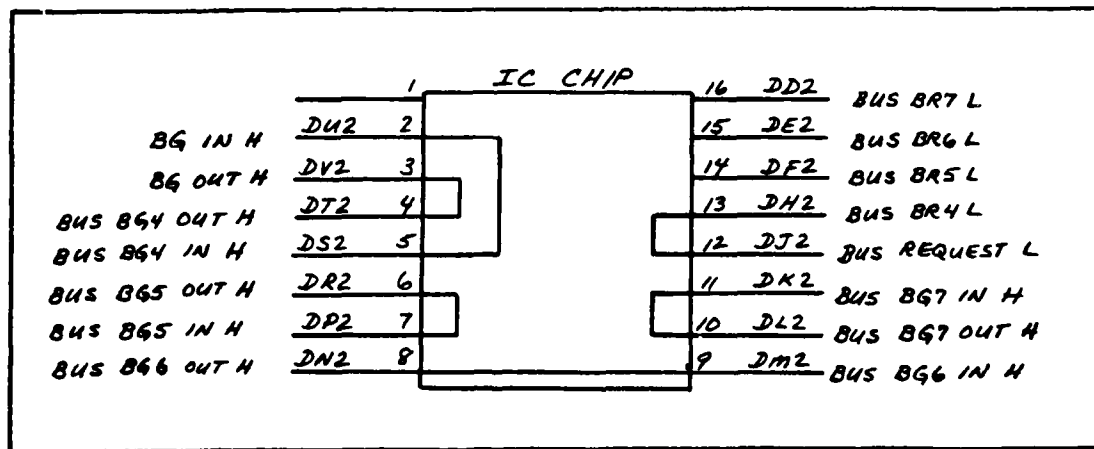 IC CHIP
1 16 DD2 BUS BR7 L
BG IN H DU2 2 15 DE2 BUS BR6 L
BG OUT H DV2 3 14 DF2 BUS BR5 L
BUS BG4 OUT H DT2 4 13 DH2 BUS BR4 L
BUS BG4 IN H DS2 5 12 DJ2 BUS REQUEST L
BUS BG5 OUT H DR2 6 11 DK2 BUS BG7 IN H
BUS BG5 IN H DP2 7 10 DL2 BUS BG7 OUT H
BUS BG6 OUT H DN2 8 9 DM2 BUS BG6 IN H